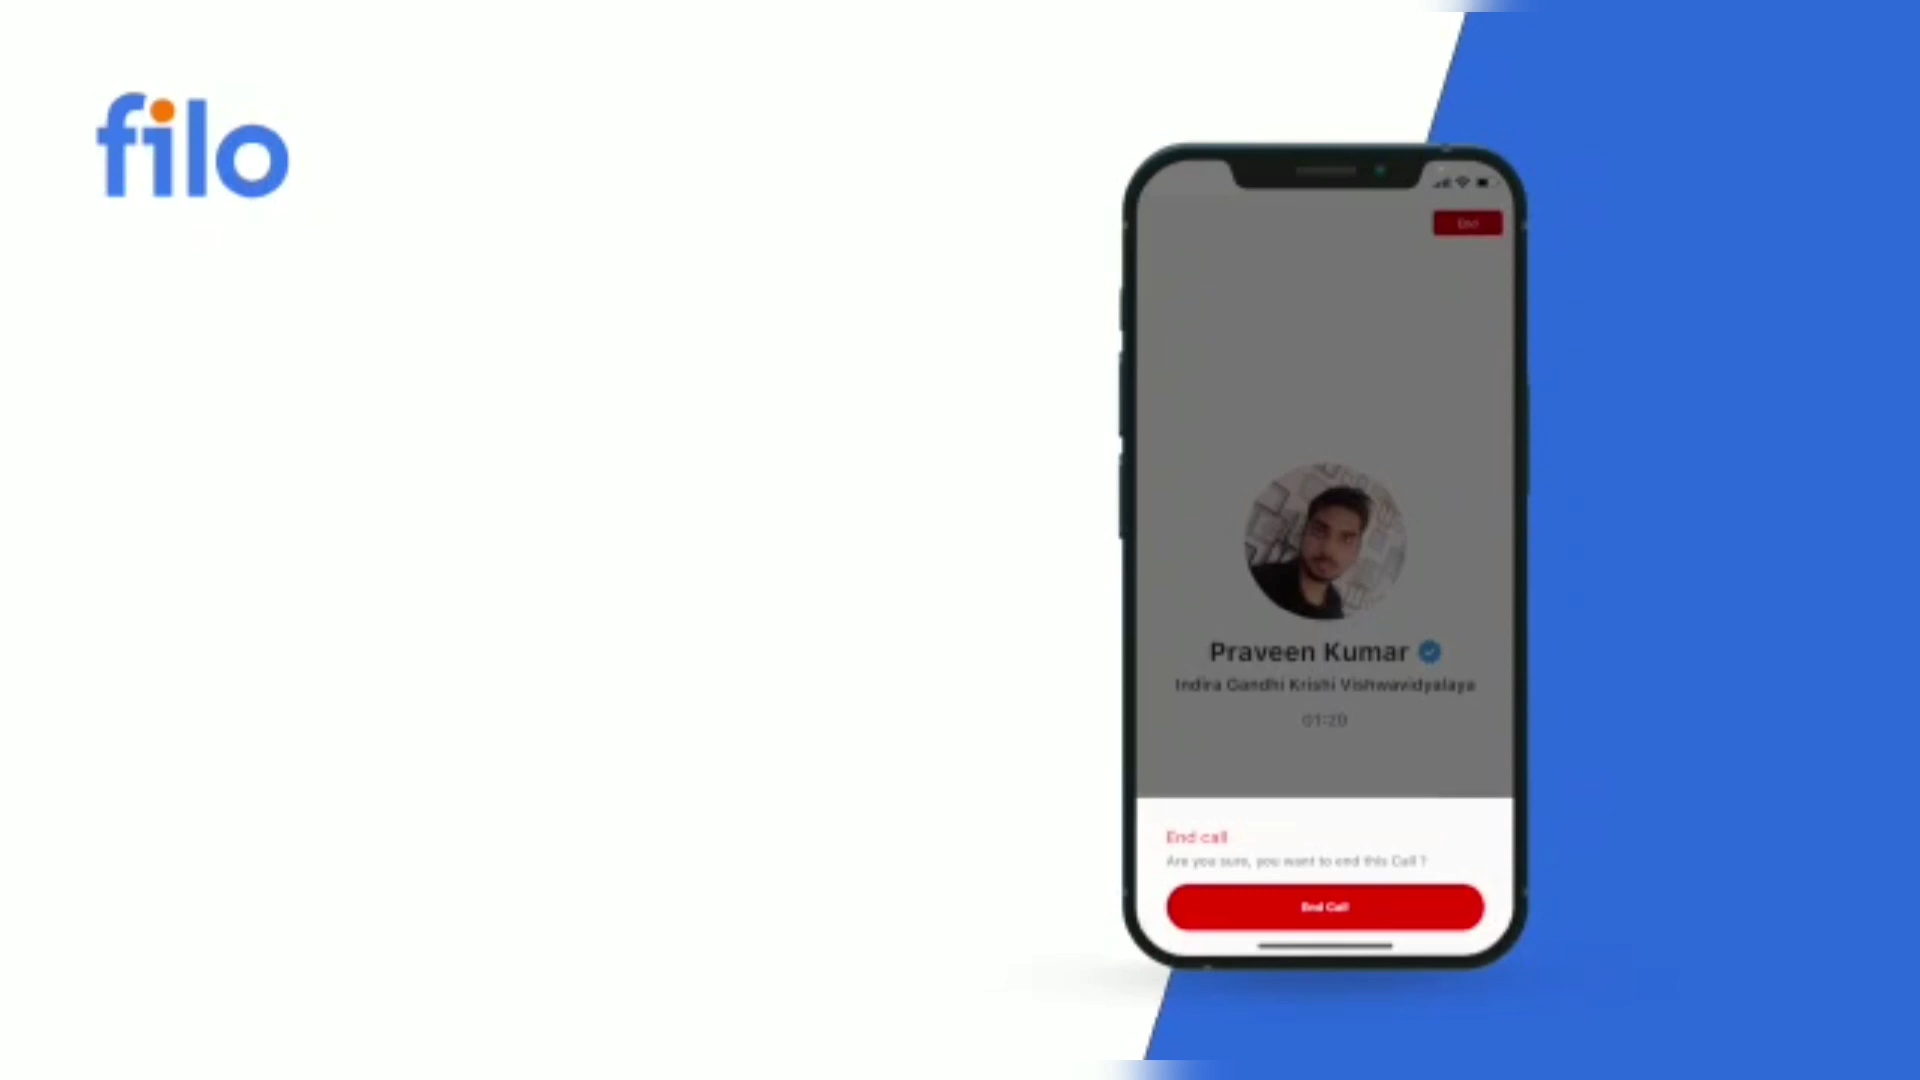 filo
End
Praveen Kumar
Indira Gandhi Krishi Vishwavidyalaya
01:20
End call
Are you sure, you want to end this Call ?
End Call